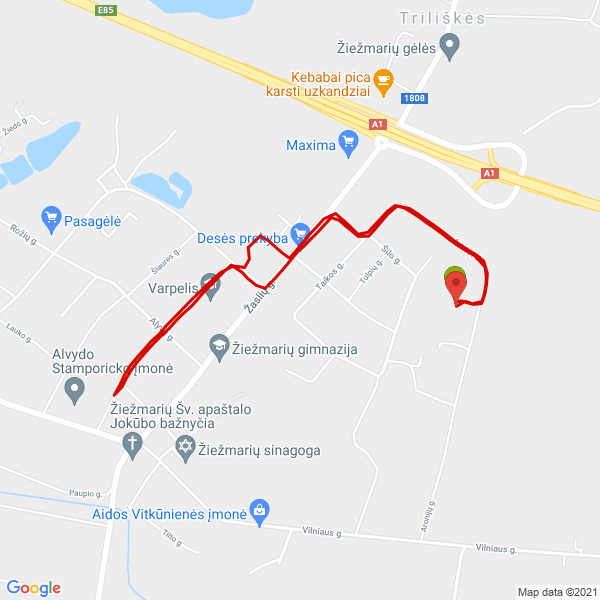 E85
Triliškės
Žiežmarių gėlės
Kebabai pica
karsti uzkandziai
1808
A1
Maxima
A1
Žiedo g.
Pasagėlė
Rožių g.
Desės prekyba
Šilo g.
Šiaurės g.
Taikos g.
Tulpių g.
Varpelis
Žaslių g.
Alyvų g.
Lauko g.
Žiežmarių gimnazija
Alvydo
Stamporicko įmonė
Žiežmarių Šv. apaštalo
Jokūbo bažnyčia
Žiežmarių sinagoga
Paupio g.
Aidos Vitkūnienės įmonė
Aronijų g.
Tilto g.
Vilniaus g.
Vilniaus g.
Google
Map data ©2021